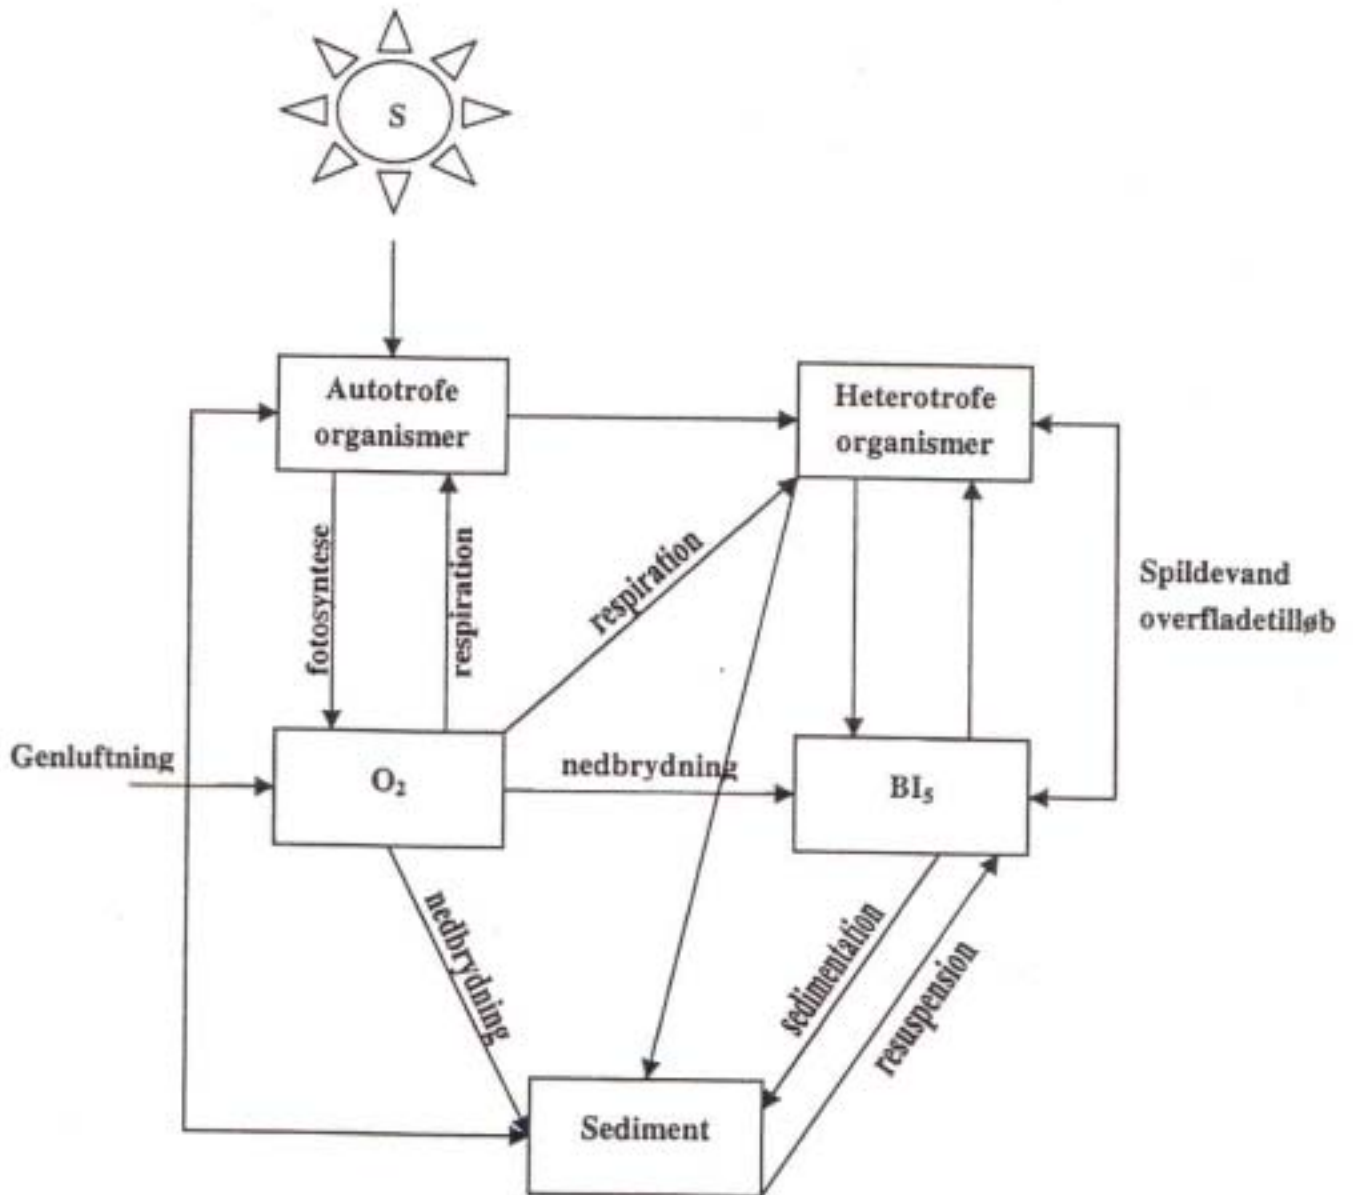 S
Autotrofe
organismer
Heterotrofe
organismer
fotosyntese
respiration
respiration
Spildevand
overfladetilløb
Genluftning
O₂
nedbrydning
BI₅
nedbrydning
sedimentation
resuspension
Sediment